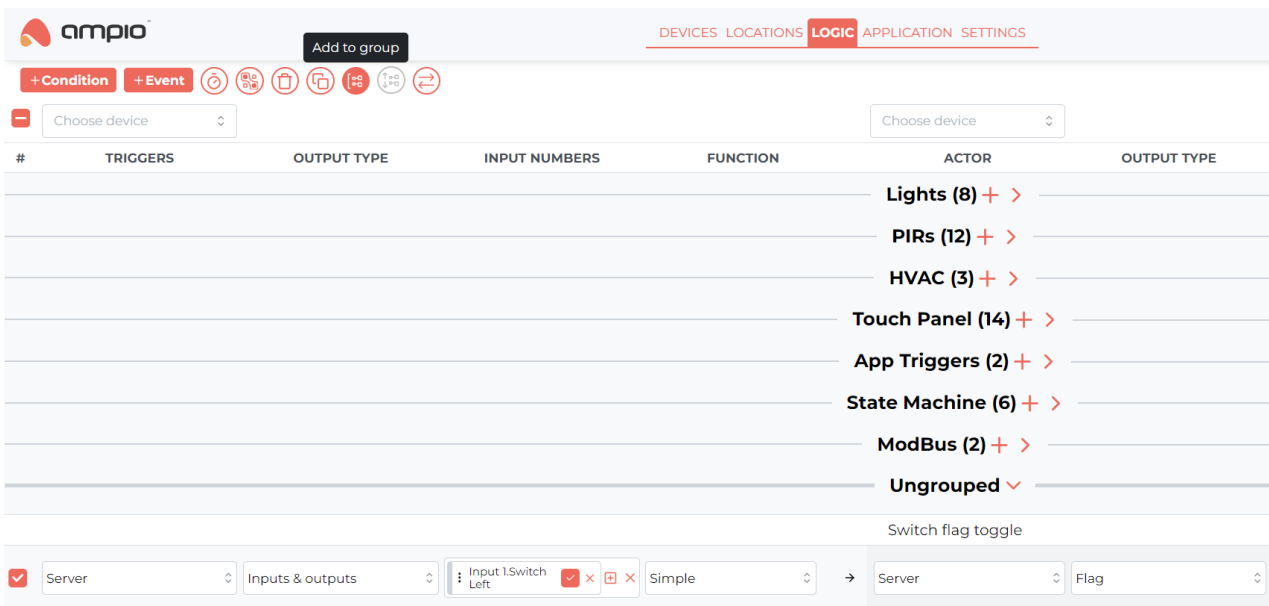 ampio™
DEVICES LOCATIONS LOGIC APPLICATION SETTINGS
Add to group
+Condition +Event
Choose device Choose device
# TRIGGERS OUTPUT TYPE INPUT NUMBERS FUNCTION ACTOR OUTPUT TYPE
Lights (8)
PIRs (12)
HVAC (3)
Touch Panel (14)
App Triggers (2)
State Machine (6)
ModBus (2)
Ungrouped
Switch flag toggle
Server Inputs & outputs Input 1.Switch Simple → Server Flag
Left